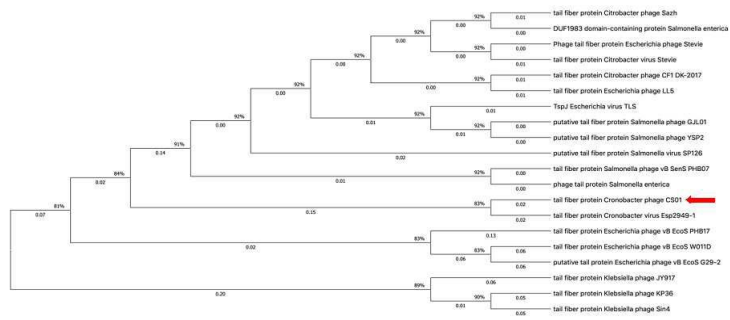 tail fiber protein Citrobacter phage Sazh
DUF1983 domain-containing protein Salmonella enterica
Phage tail fiber protein Escherichia phage Stevie
tail fiber protein Citrobacter virus Stevie
tail fiber protein Citrobacter phage CF1 DK-2017
tail fiber protein Escherichia phage LL5
TspJ Escherichia virus TLS
putative tail fiber protein Salmonella phage GJL01
putative tail fiber protein Salmonella phage YSP2
putative tail fiber protein Salmonella virus SP126
tail fiber protein Salmonella phage vB SenS PHB07
phage tail protein Salmonella enterica
tail fiber protein Cronobacter phage CS01
tail fiber protein Cronobacter virus Esp2949-1
tail fiber protein Escherichia phage vB EcoS PHB17
tail fiber protein Escherichia phage vB EcoS W011D
putative tail protein Escherichia phage vB EcoS G29-2
tail fiber protein Klebsiella phage JY917
tail fiber protein Klebsiella phage KP36
tail fiber protein Klebsiella phage Sin4
92% 0.01
92% 0.00 0.00
92% 0.00
0.00 0.01
92% 0.08
92% 0.01
0.00 0.01
92% 0.00
92% 0.01
0.01 92% 0.00
0.01 0.00
92% 0.00
91% 0.14
0.02
92% 0.00
0.01 0.00
84% 0.02
83% 0.02
0.15 0.02
81% 0.07
83% 0.13
0.02 83% 0.06
0.06 0.06
89% 0.06
0.20 90% 0.05
0.01 0.05